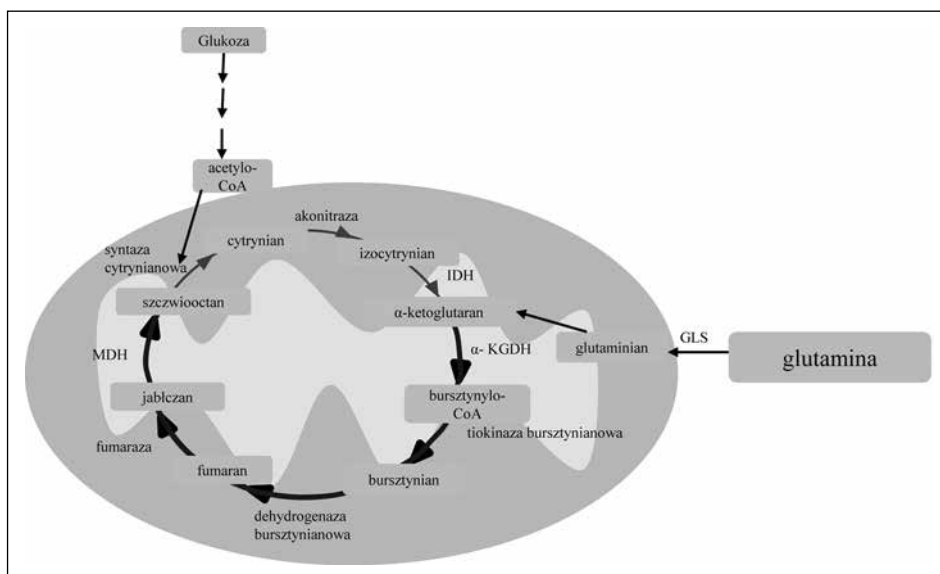 Glukoza
acetylo-
CoA
akonitraza
cytrynian
syntaza
cytrynianowa
izocytrynian
IDH
szczwiooctan
α-ketoglutaran
GLS
MDH
α- KGDH
glutaminian
glutamina
jabłczan
bursztynylo-
CoA
tiokinaza bursztynianowa
fumaraza
fumaran
bursztynian
dehydrogenaza
bursztynianowa